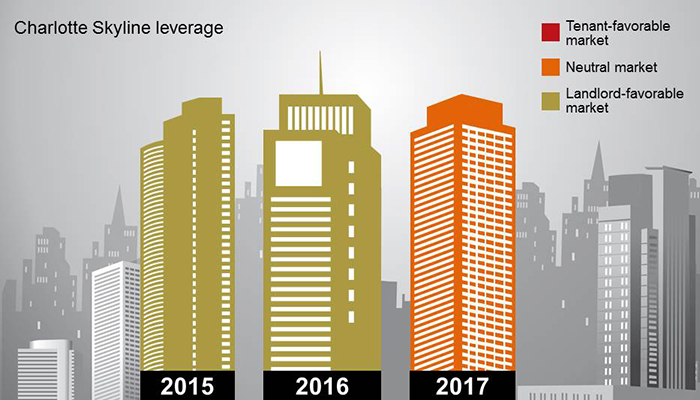 Charlotte Skyline leverage
Tenant-favorable
market
Neutral market
Landlord-favorable
market
2015
2016
2017